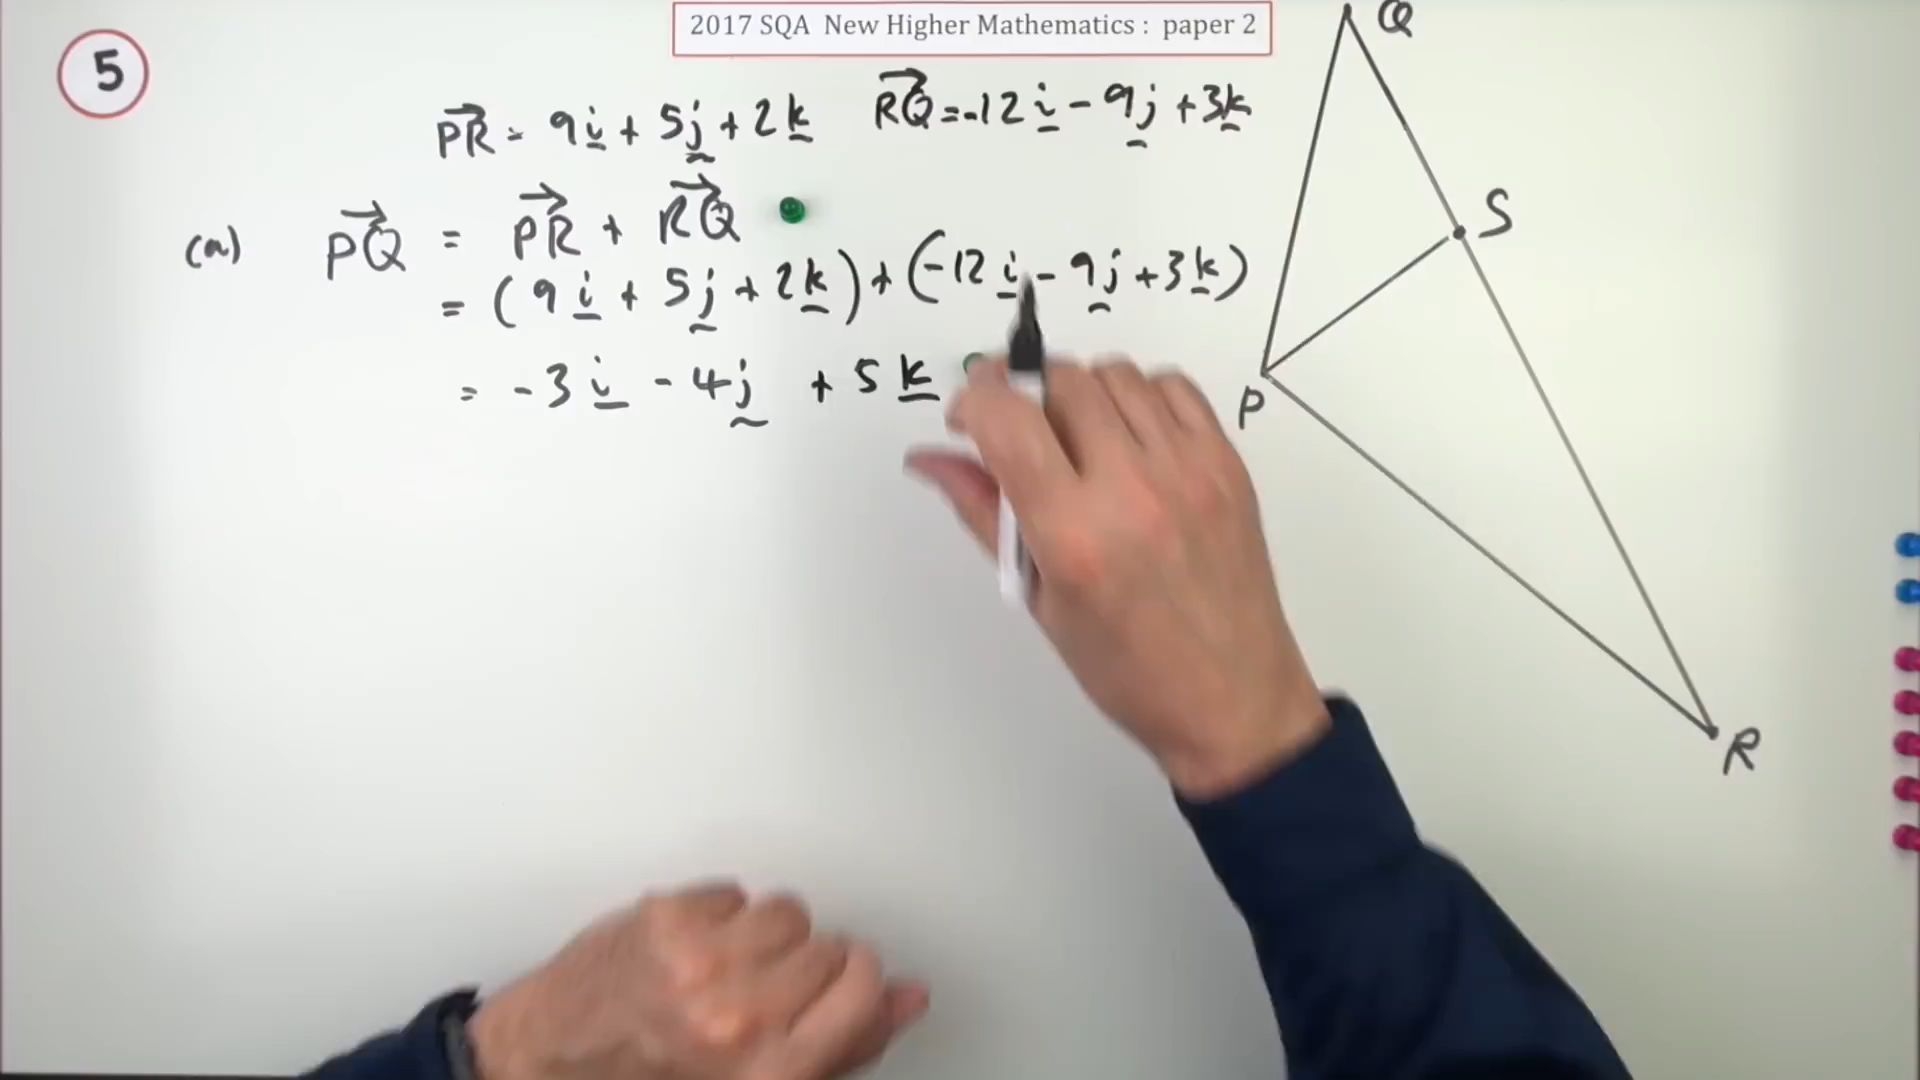 2017 SQA New Higher Mathematics : paper 2
5
PR = 9i + 5j + 2k RQ = -12i - 9j + 3k
(a) PQ = PR + RQ
= (9i + 5j + 2k) + (-12i - 9j + 3k)
= -3i - 4j + 5k
Q
S
P
R